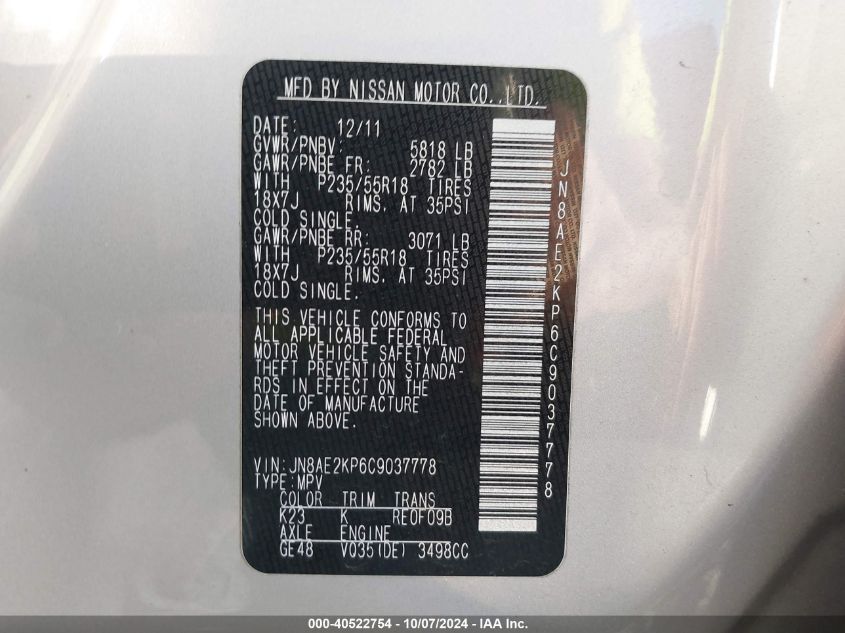 MFD BY NISSAN MOTOR CO.,LTD.
DATE: 12/11
GVWR/PNBV: 5818 LB
GAWR/PNBE FR: 2782 LB
WITH P235/55R18 TIRES
18X7J RIMS. AT 35PSI
COLD SINGLE.
GAWR/PNBE RR: 3071 LB
WITH P235/55R18 TIRES
18X7J RIMS. AT 35PSI
COLD SINGLE.
THIS VEHICLE CONFORMS TO
ALL APPLICABLE FEDERAL
MOTOR VEHICLE SAFETY AND
THEFT PREVENTION STANDA-
RDS IN EFFECT ON THE
DATE OF MANUFACTURE
SHOWN ABOVE.
VIN:JN8AE2KP6C9037778
TYPE:MPV
COLOR TRIM TRANS
K23 K RE0F09B
AXLE ENGINE
GE48 VQ35(DE) 3498CC
JN8AE2KP6C9037778
000-40522754 - 10/07/2024 - IAA Inc.